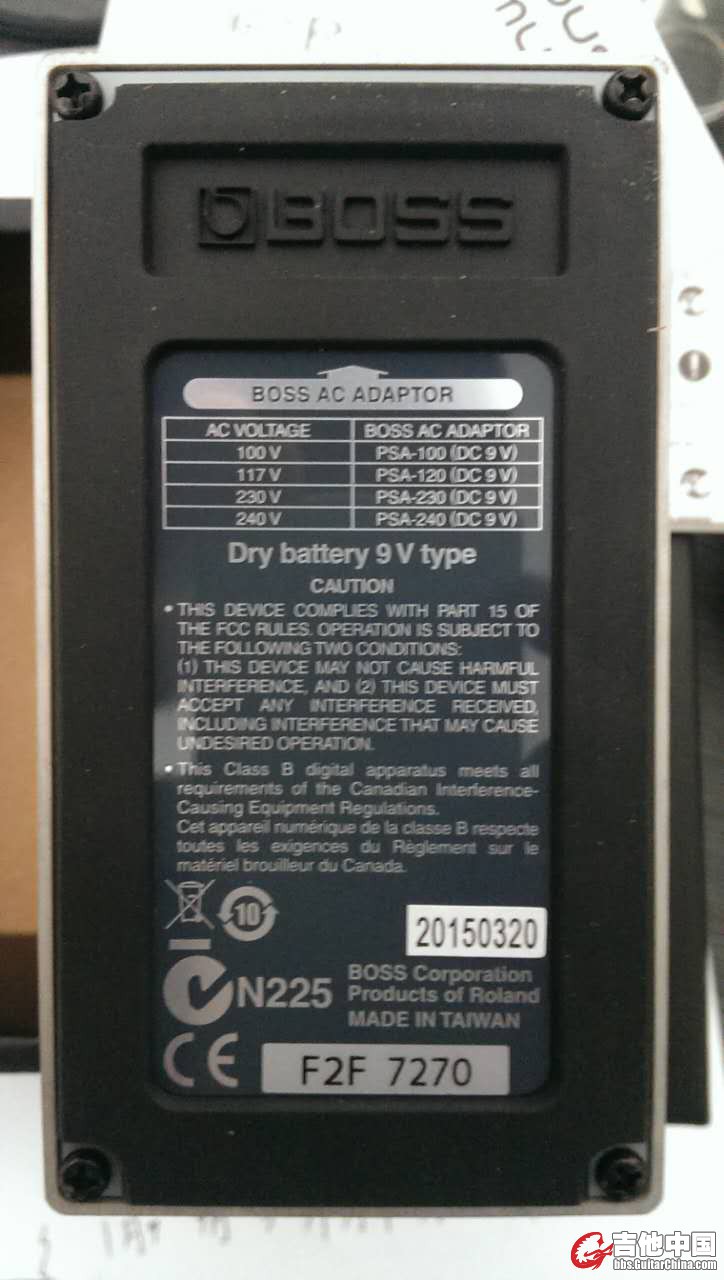 BOSS
BOSS AC ADAPTOR
AC VOLTAGE BOSS AC ADAPTOR
100 V PSA-100 (DC 9 V)
117 V PSA-120 (DC 9 V)
230 V PSA-230 (DC 9 V)
240 V PSA-240 (DC 9 V)
Dry battery 9 V type
CAUTION
• THIS DEVICE COMPLIES WITH PART 15 OF
THE FCC RULES. OPERATION IS SUBJECT TO
THE FOLLOWING TWO CONDITIONS:
(1) THIS DEVICE MAY NOT CAUSE HARMFUL
INTERFERENCE, AND (2) THIS DEVICE MUST
ACCEPT ANY INTERFERENCE RECEIVED,
INCLUDING INTERFERENCE THAT MAY CAUSE
UNDESIRED OPERATION.
• This Class B digital apparatus meets all
requirements of the Canadian Interference-
Causing Equipment Regulations.
Cet appareil numérique de la classe B respecte
toutes les exigences du Règlement sur le
matériel brouilleur du Canada.
10
20150320
N225
BOSS Corporation
Products of Roland
MADE IN TAIWAN
CE
F2F 7270
吉他中国
bbs.GuitarChina.com